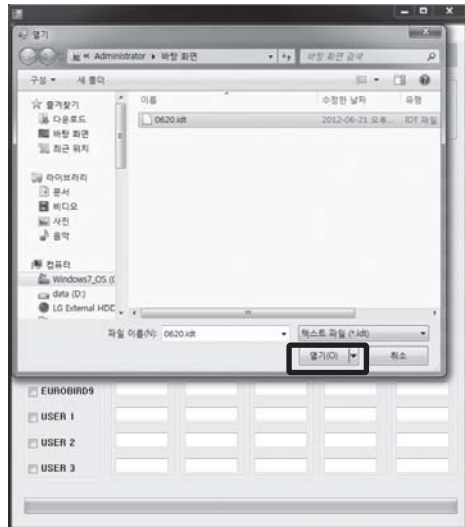 열기
« Administrator ▸ 바탕 화면
바탕 화면 검색
구성 ▾ 새 폴더
이름
수정한 날짜
유형
즐겨찾기
다운로드
바탕 화면
최근 위치
라이브러리
문서
비디오
사진
음악
컴퓨터
Windows7_OS (C
data (D:)
LG External HDD
0620.idt
2012-06-21 오후...
IDT 파일
파일 이름(N): 0620.idt
텍스트 파일 (*.idt)
열기(O)
취소
EUROBIRD9
USER 1
USER 2
USER 3